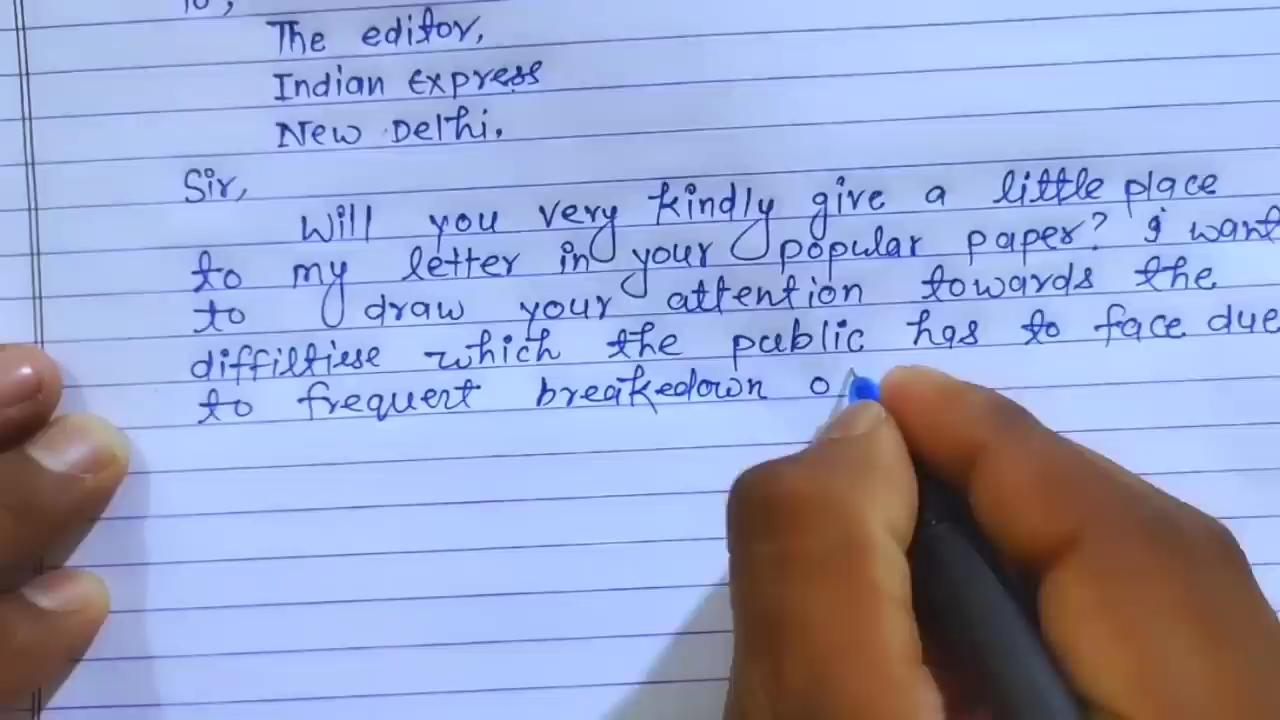 To,
The editor,
Indian express
New Delhi.
Sir,
Will you very kindly give a little place
to my letter in your popular paper? I want
to draw your attention towards the
diffiltiese which the public has to face due
to frequert breakedown o